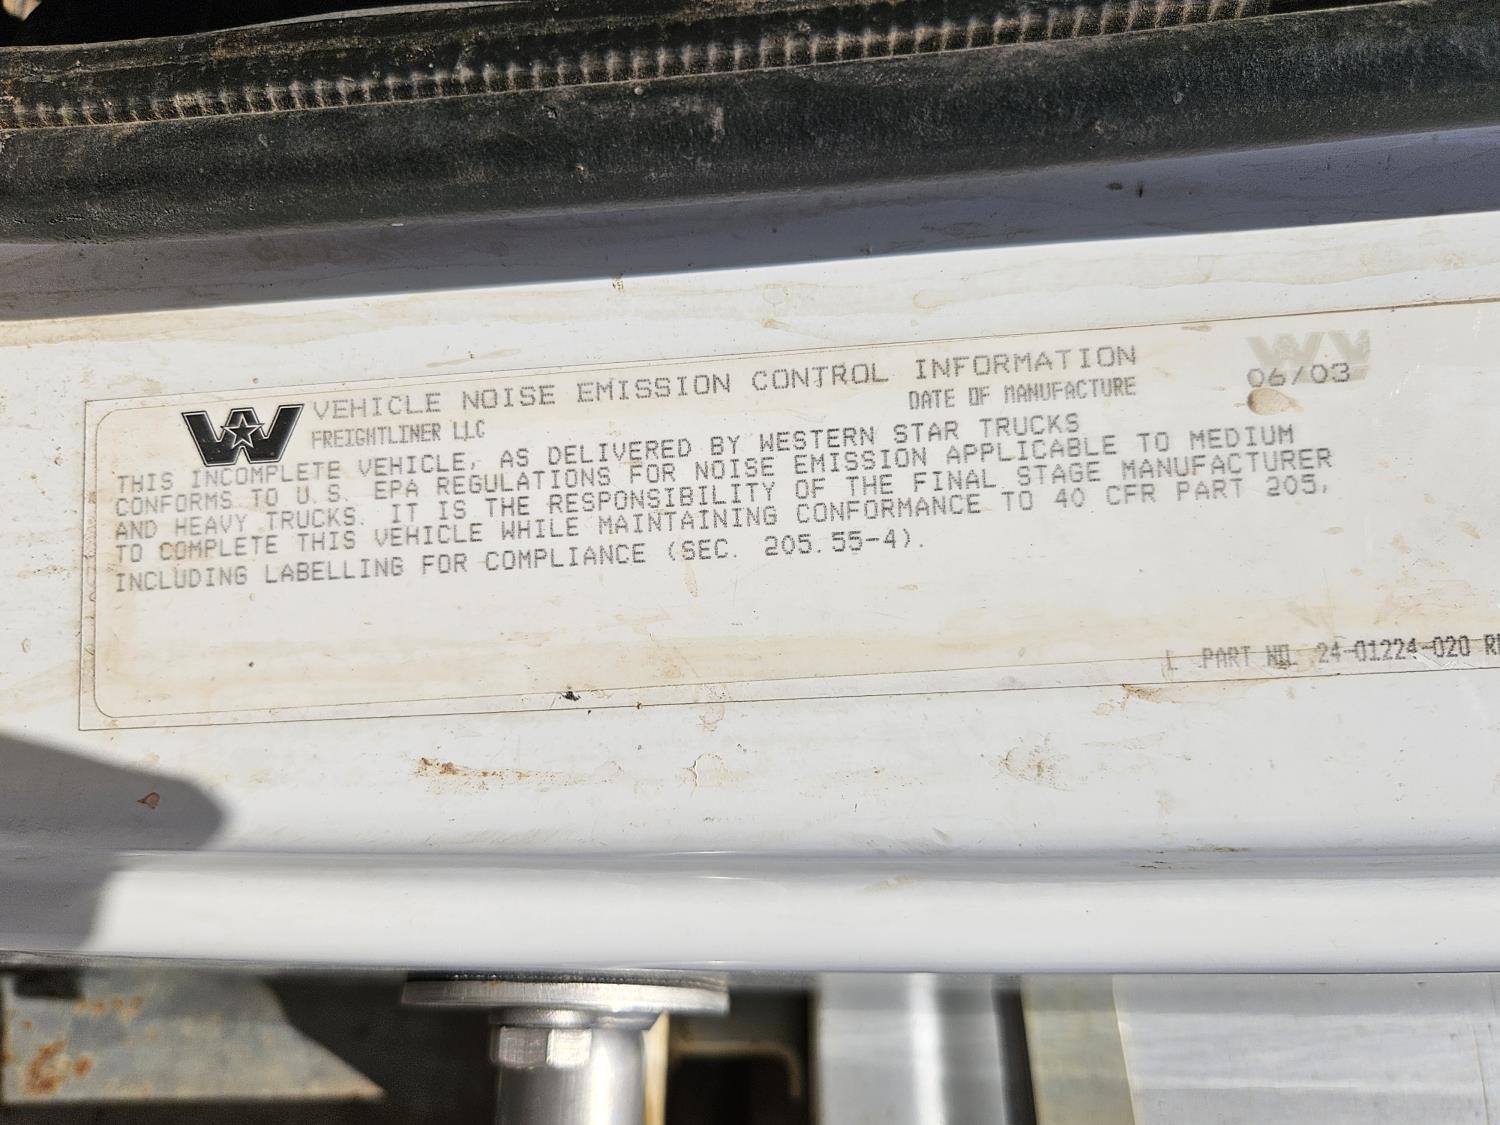 VEHICLE NOISE EMISSION CONTROL INFORMATION
FREIGHTLINER LLC DATE OF MANUFACTURE 06/03
THIS INCOMPLETE VEHICLE, AS DELIVERED BY WESTERN STAR TRUCKS
CONFORMS TO U.S. EPA REGULATIONS FOR NOISE EMISSION APPLICABLE TO MEDIUM
AND HEAVY TRUCKS. IT IS THE RESPONSIBILITY OF THE FINAL STAGE MANUFACTURER
TO COMPLETE THIS VEHICLE WHILE MAINTAINING CONFORMANCE TO 40 CFR PART 205,
INCLUDING LABELLING FOR COMPLIANCE (SEC. 205.55-4).
PART NO. 24-01224-020